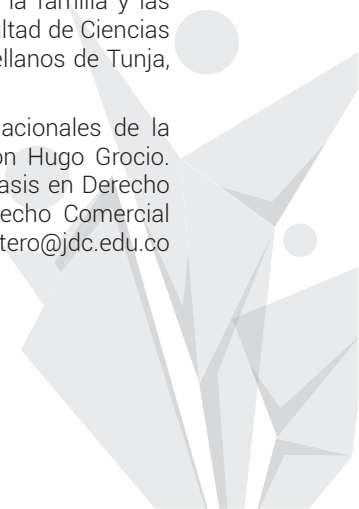 la familia y las
ltad de Ciencias
ellanos de Tunja,
acionales de la
on Hugo Grocio.
asis en Derecho
recho Comercial
tero@jdc.edu.co